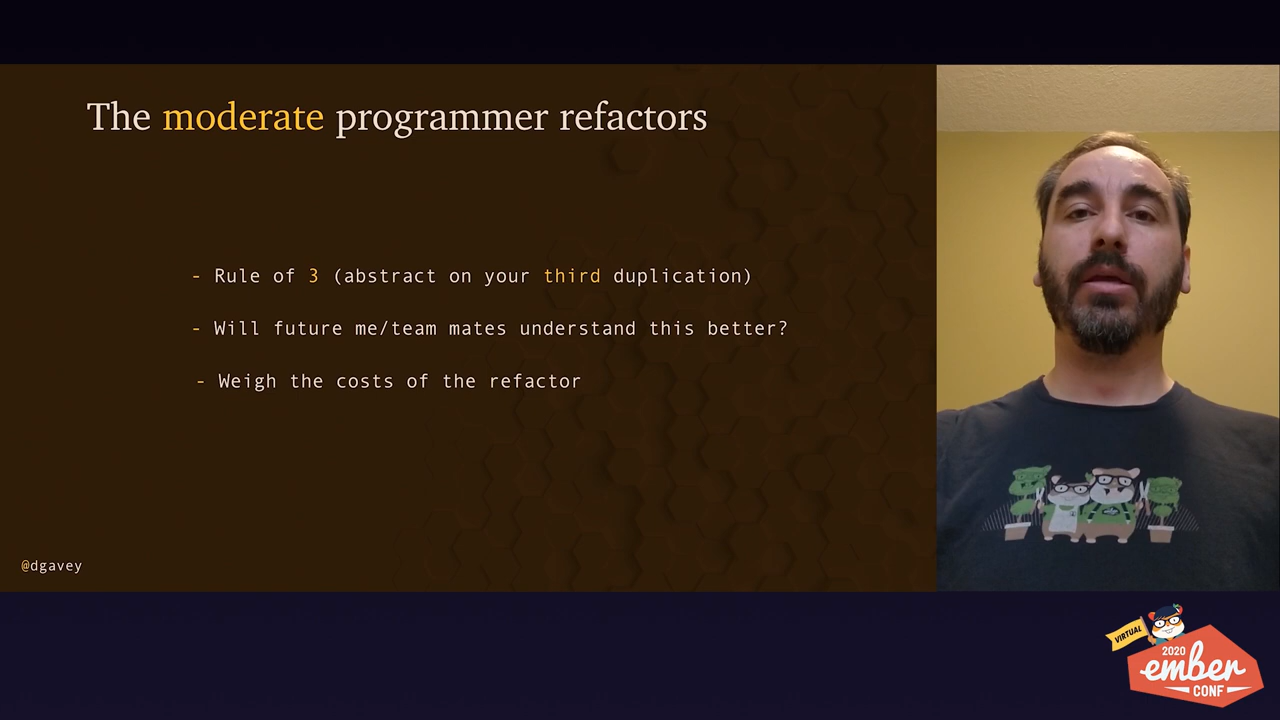 The moderate programmer refactors
- Rule of 3 (abstract on your third duplication)
- Will future me/team mates understand this better?
- Weigh the costs of the refactor
@dgavey
VIRTUAL
2020
ember
CONF